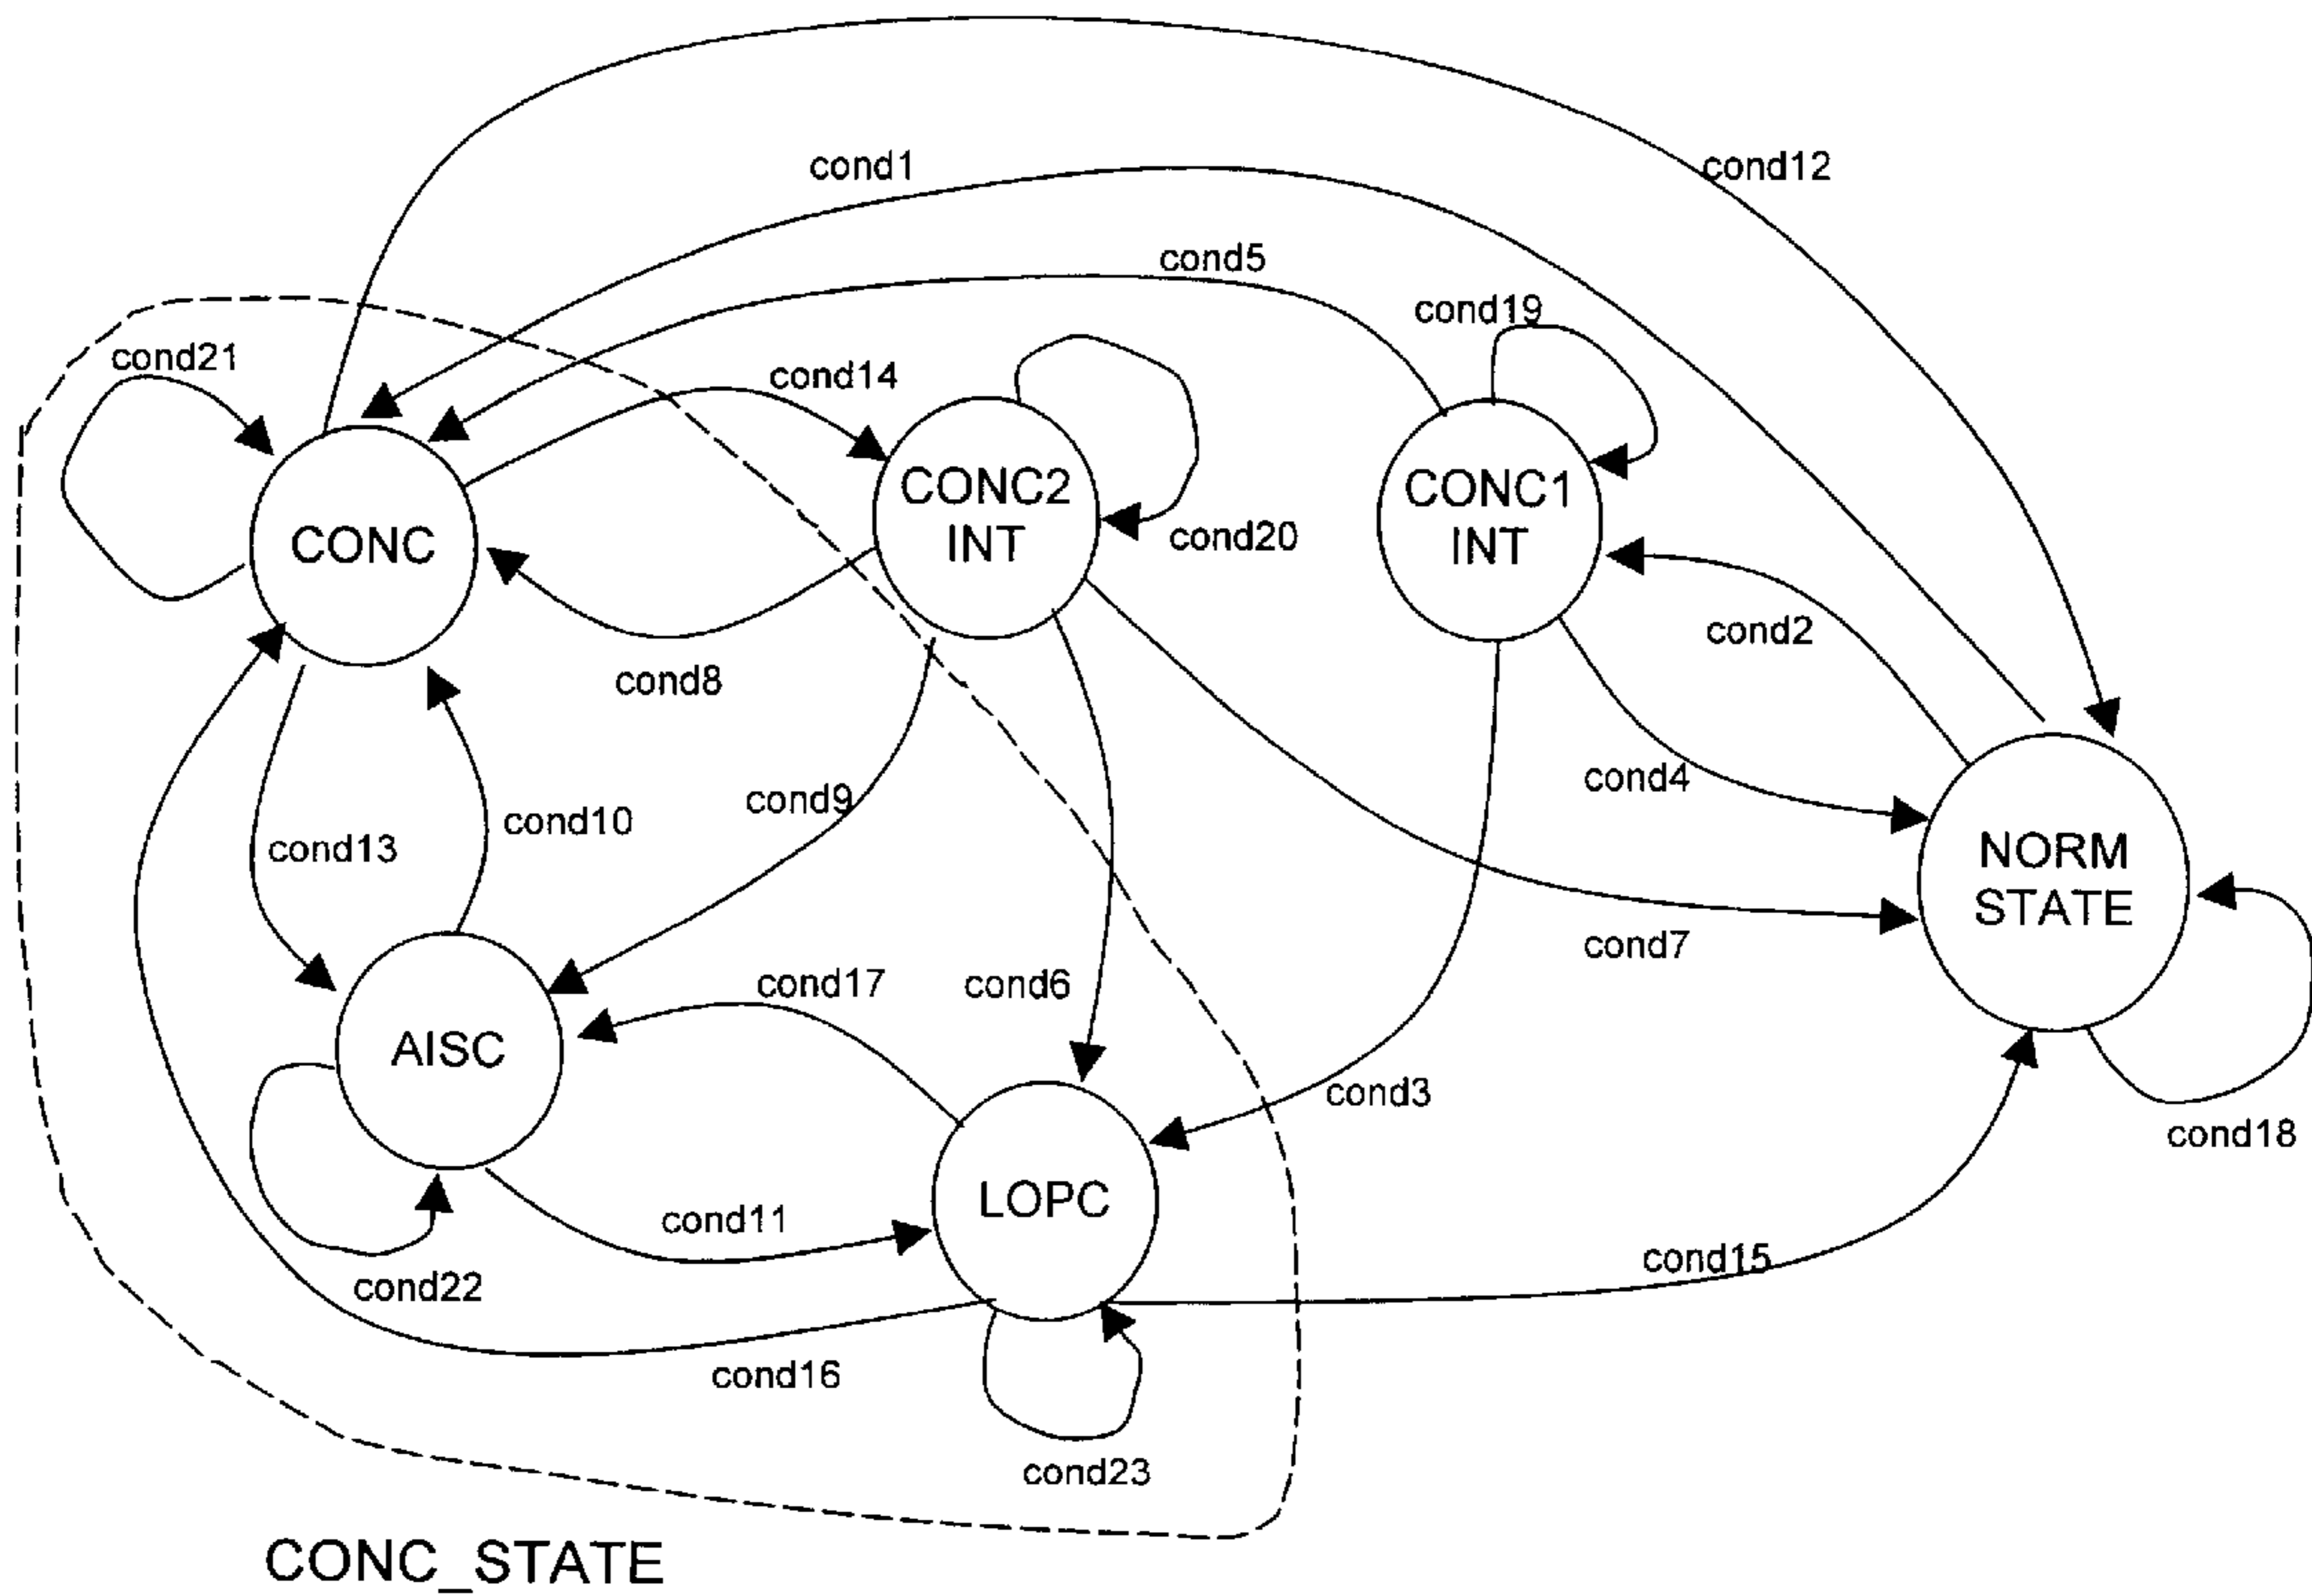 cond1
cond12
cond5
cond19
cond21
cond14
CONC2
INT
CONC1
INT
cond20
CONC
cond2
cond8
cond4
cond9
cond10
cond13
NORM
STATE
cond7
cond17
cond6
AISC
cond3
cond18
LOPC
cond11
cond15
cond22
cond16
cond23
CONC_STATE